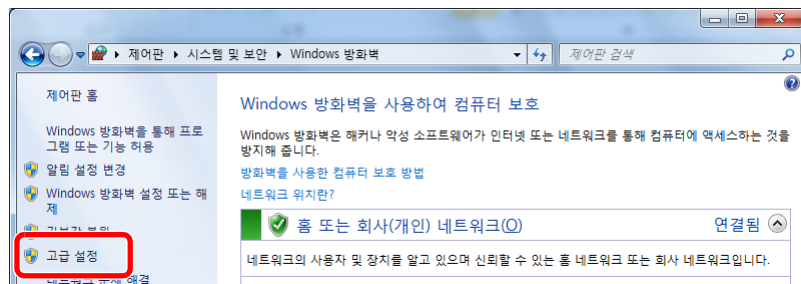 제어판 ▸ 시스템 및 보안 ▸ Windows 방화벽
제어판 검색
제어판 홈
Windows 방화벽을 통해 프로
그램 또는 기능 허용
알림 설정 변경
Windows 방화벽 설정 또는 해
제
고급 설정
Windows 방화벽을 사용하여 컴퓨터 보호
Windows 방화벽은 해커나 악성 소프트웨어가 인터넷 또는 네트워크를 통해 컴퓨터에 액세스하는 것을
방지해 줍니다.
방화벽을 사용한 컴퓨터 보호 방법
네트워크 위치란?
홈 또는 회사(개인) 네트워크(O) 연결됨
네트워크의 사용자 및 장치를 알고 있으며 신뢰할 수 있는 홈 네트워크 또는 회사 네트워크입니다.